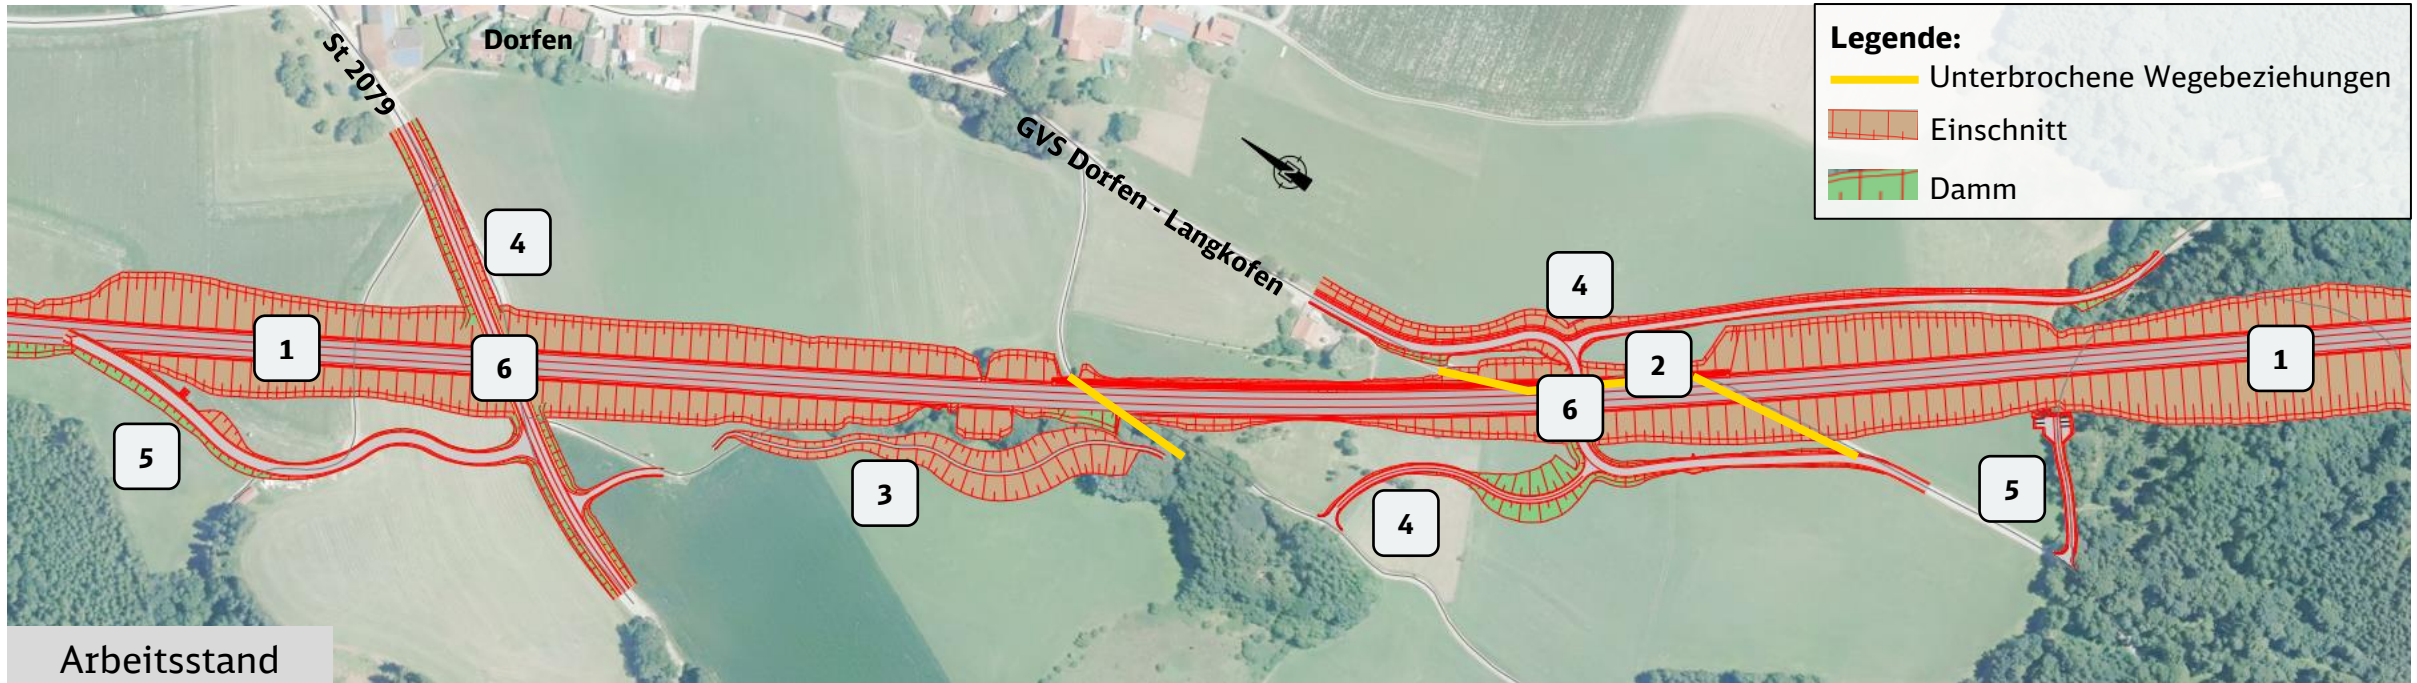 St 2079
Dorfen
GVS Dorfen - Langkofen
Legende:
Unterbrochene Wegebeziehungen
Einschnitt
Damm
4
4
1
6
2
1
6
5
3
4
5
Arbeitsstand